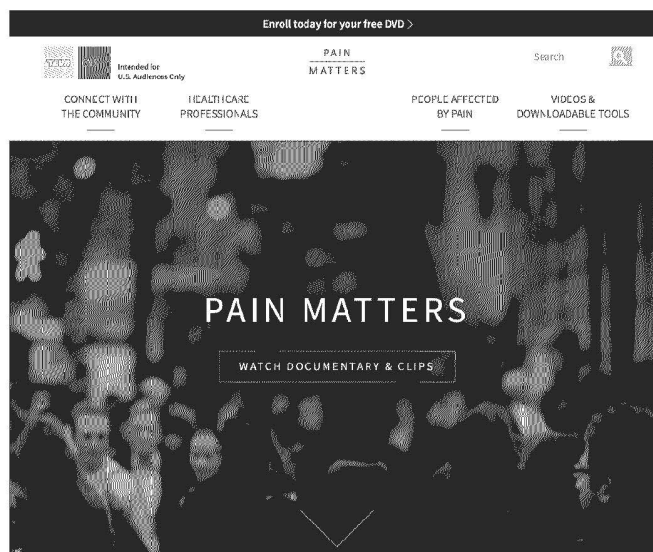 Enroll today for your free DVD >
Intended for
U.S. Audiences Only
PAIN
MATTERS
Search
CONNECT WITH
THE COMMUNITY
HEALTHCARE
PROFESSIONALS
PEOPLE AFFECTED
BY PAIN
VIDEOS &
DOWNLOADABLE TOOLS
PAIN MATTERS
WATCH DOCUMENTARY & CLIPS